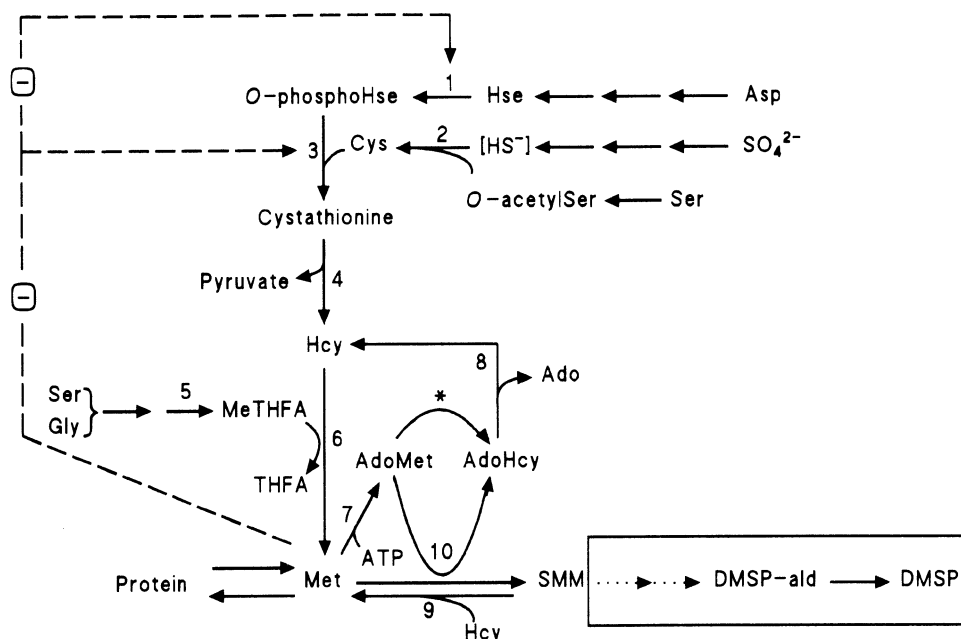 1
O-phosphoHse Hse Asp
⊟
3 Cys 2 [HS⁻] SO₄²⁻
O-acetylSer Ser
Cystathionine
Pyruvate 4
⊟
Hcy
8 Ado
Ser
Gly
5 MeTHFA
6
*
THFA AdoMet AdoHcy
7
ATP 10
Protein Met SMM DMSP-ald DMSP
9
Hcy